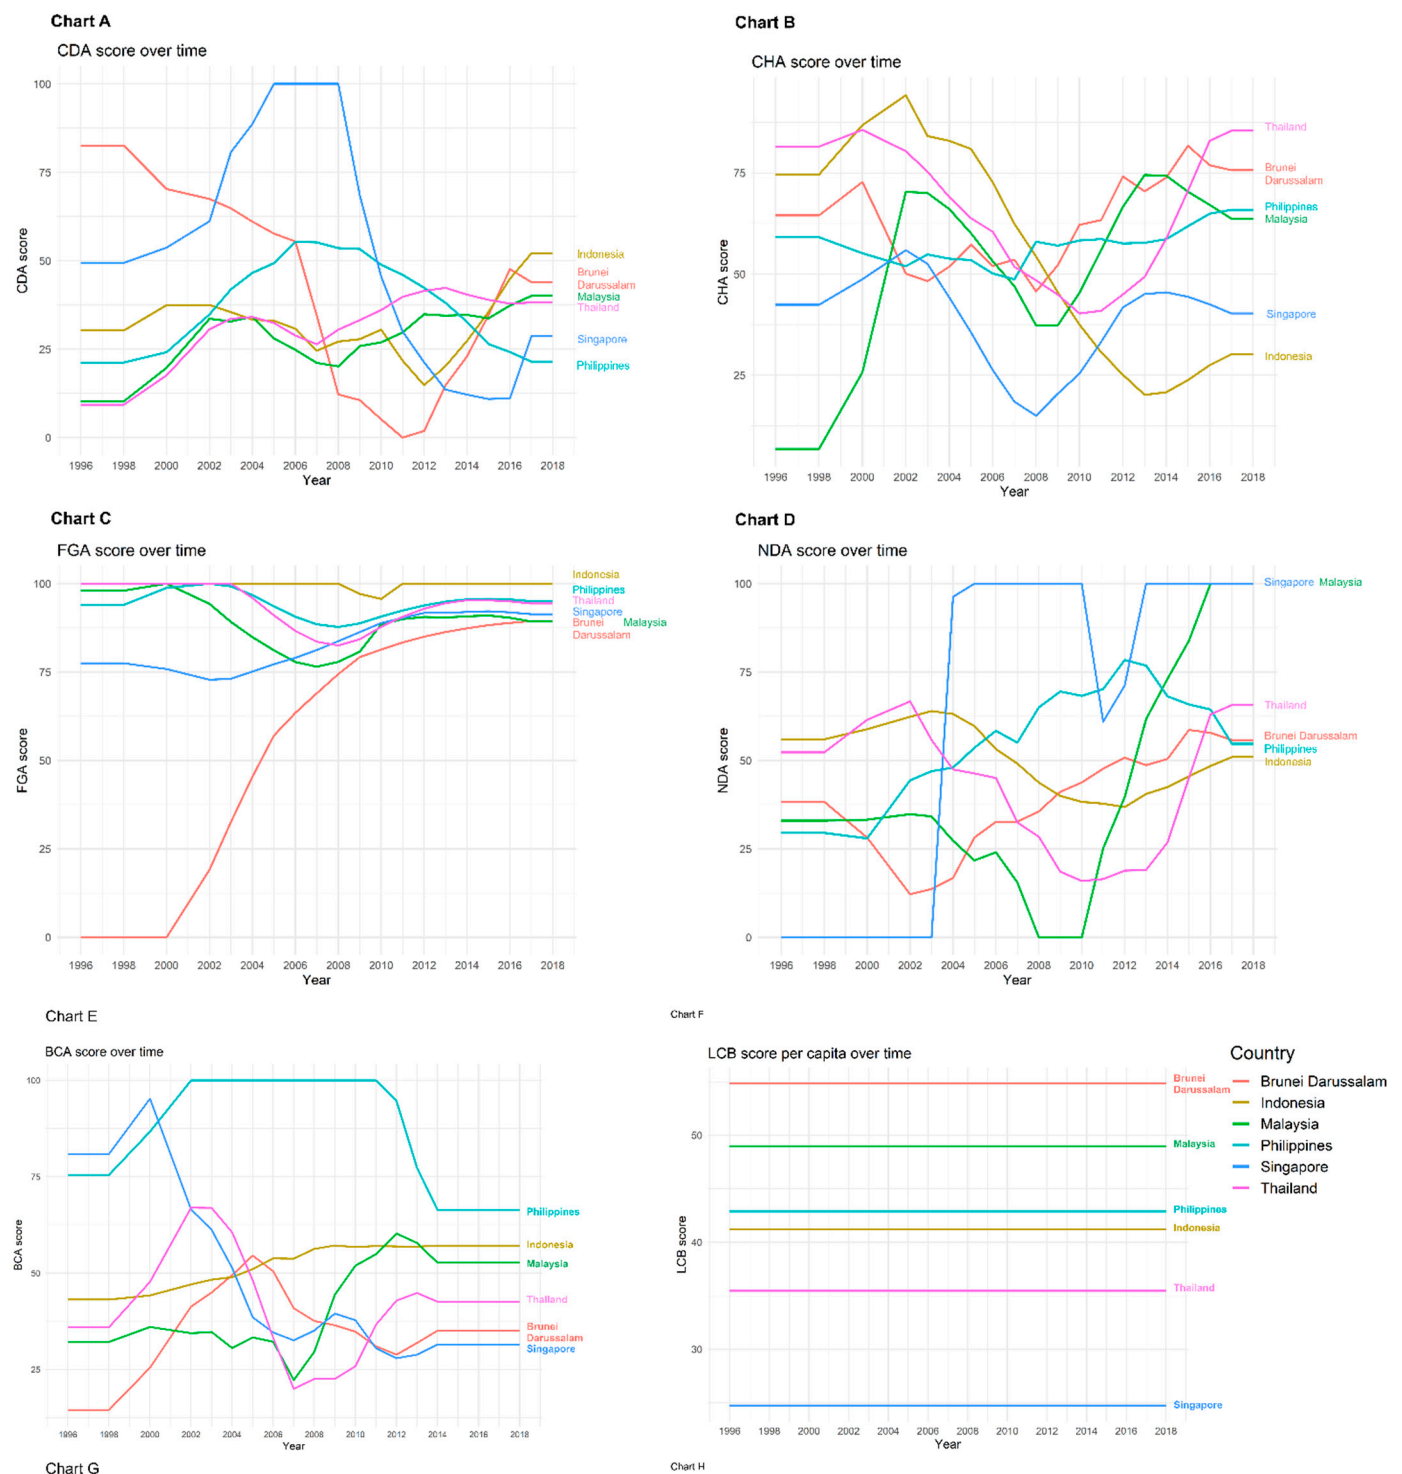 Chart A
CDA score over time
CDA score
100
75
50
25
0
Indonesia
Brunei
Darussalam
Malaysia
Thailand
Singapore
Philippines
1996 1998 2000 2002 2004 2006 2008 2010 2012 2014 2016 2018
Year
Chart B
CHA score over time
CHA score
75
50
25
Thailand
Brunei
Darussalam
Philippines
Malaysia
Singapore
Indonesia
1996 1998 2000 2002 2004 2006 2008 2010 2012 2014 2016 2018
Year
Chart C
FGA score over time
FGA score
100
75
50
25
0
Indonesia
Philippines
Thailand
Singapore
Brunei Malaysia
Darussalam
1996 1998 2000 2002 2004 2006 2008 2010 2012 2014 2016 2018
Year
Chart D
NDA score over time
NDA score
100
75
50
25
0
Singapore Malaysia
Thailand
Brunei Darussalam
Philippines
Indonesia
1996 1998 2000 2002 2004 2006 2008 2010 2012 2014 2016 2018
Year
Chart E
BCA score over time
BCA score
100
75
50
25
Philippines
Indonesia
Malaysia
Thailand
Brunei
Darussalam
Singapore
1996 1998 2000 2002 2004 2006 2008 2010 2012 2014 2016 2018
Year
Chart F
LCB score per capita over time
LCB score
50
40
30
Brunei
Darussalam
Malaysia
Philippines
Indonesia
Thailand
Singapore
1996 1998 2000 2002 2004 2006 2008 2010 2012 2014 2016 2018
Year
Country
Brunei Darussalam
Indonesia
Malaysia
Philippines
Singapore
Thailand
Chart G
Chart H